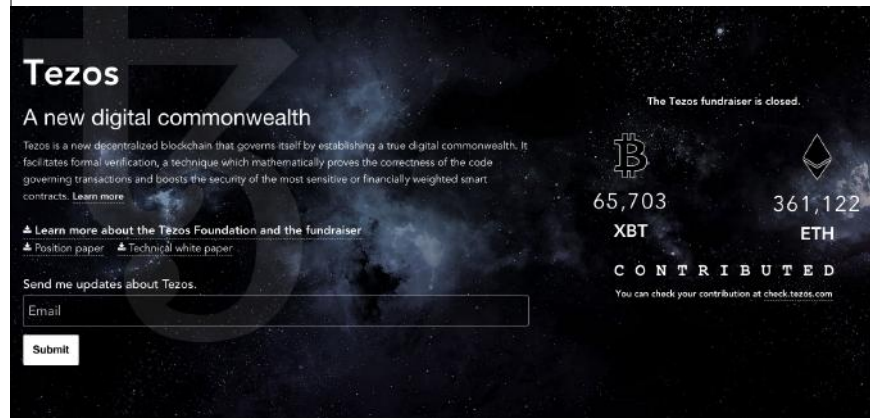 Tezos
A new digital commonwealth
Tezos is a new decentralized blockchain that governs itself by establishing a true digital commonwealth. It
facilitates formal verification, a technique which mathematically proves the correctness of the code
governing transactions and boosts the security of the most sensitive or financially weighted smart
contracts. Learn more
Learn more about the Tezos Foundation and the fundraiser
Position paper Technical white paper
Send me updates about Tezos.
Email
Submit
The Tezos fundraiser is closed.
65,703 361,122
XBT ETH
CONTRIBUTED
You can check your contribution at check.tezos.com